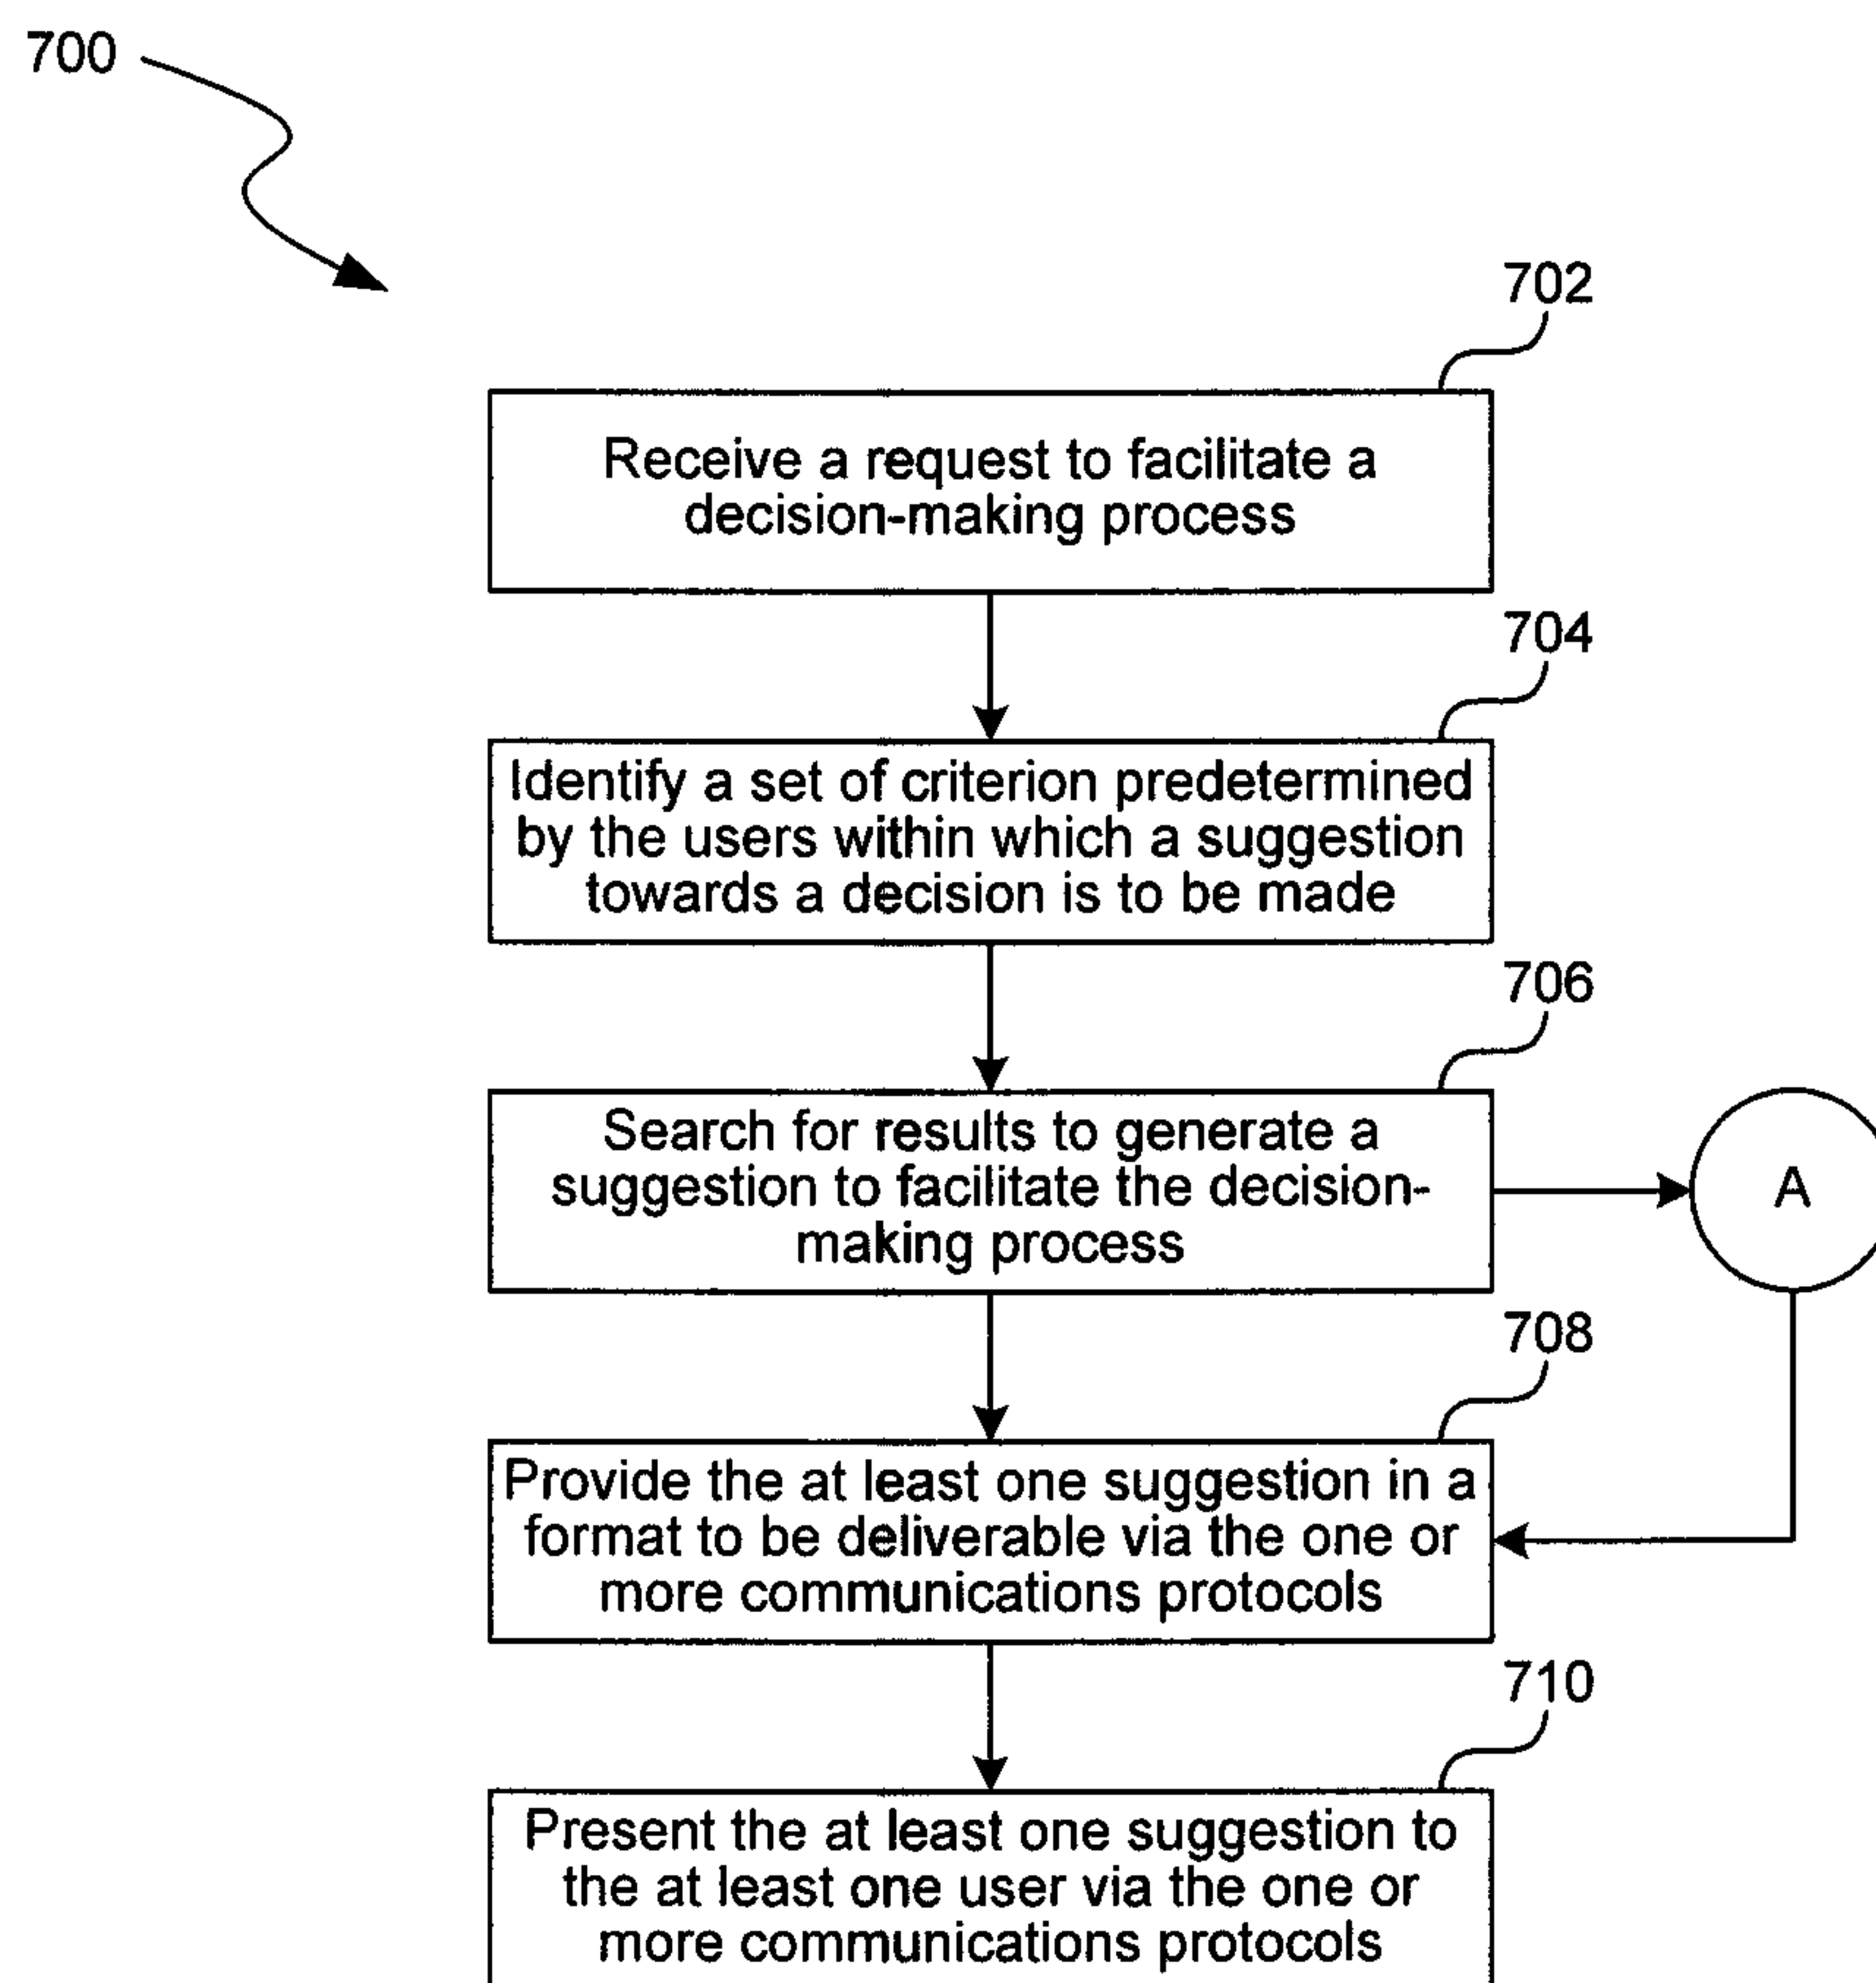 700
702
Receive a request to facilitate a
decision-making process
704
Identify a set of criterion predetermined
by the users within which a suggestion
towards a decision is to be made
706
Search for results to generate a
suggestion to facilitate the decision-
making process
A
708
Provide the at least one suggestion in a
format to be deliverable via the one or
more communications protocols
710
Present the at least one suggestion to
the at least one user via the one or
more communications protocols